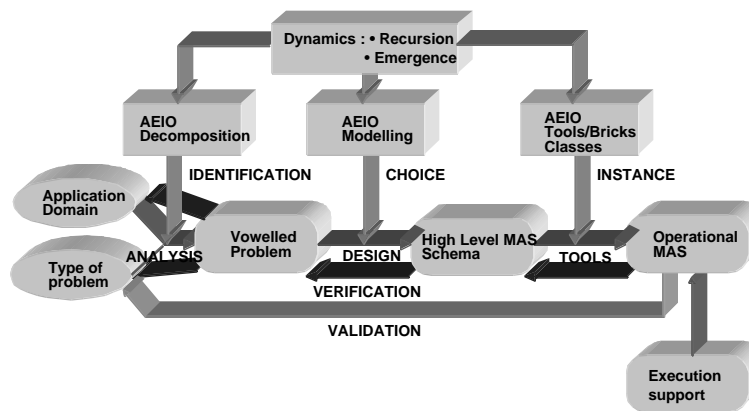 Dynamics : • Recursion
• Emergence
AEIO
Decomposition
AEIO
Modelling
AEIO
Tools/Bricks
Classes
IDENTIFICATION
CHOICE
INSTANCE
Application
Domain
Vowelled
Problem
High Level MAS
Schema
Operational
MAS
Type of
problem
ANALYSIS
DESIGN
TOOLS
VERIFICATION
VALIDATION
Execution
support